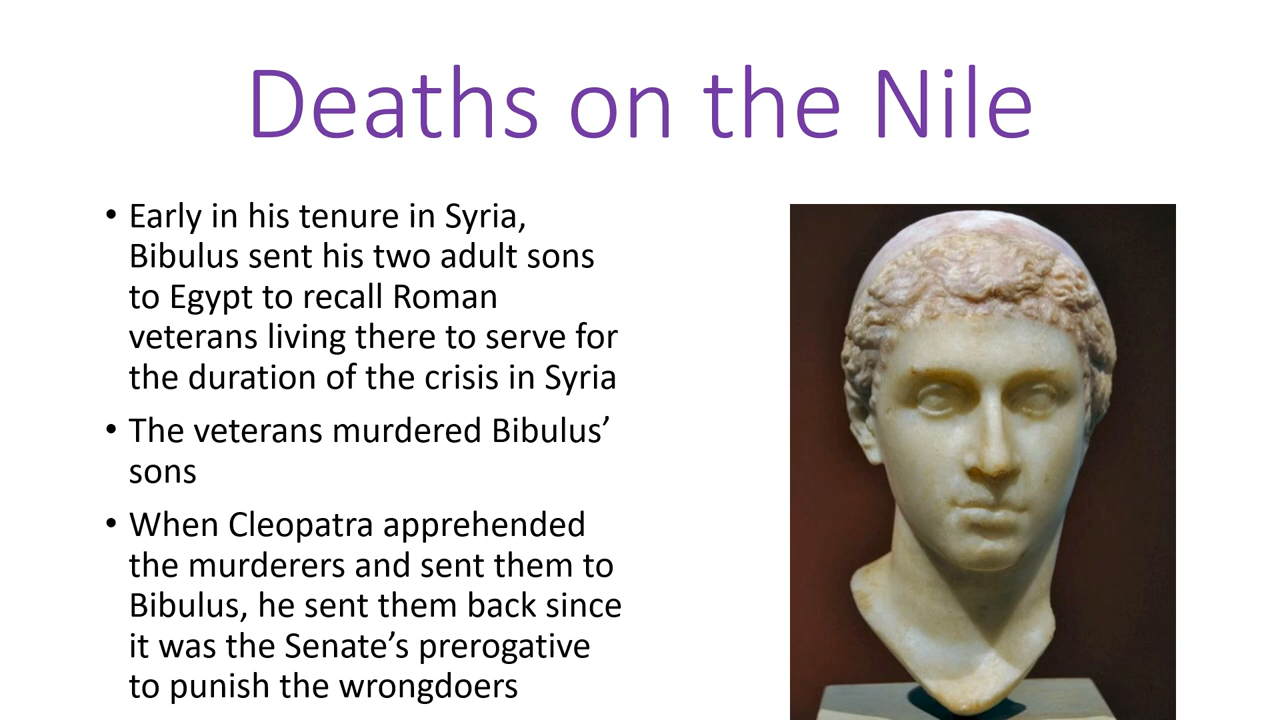 Deaths on the Nile
• Early in his tenure in Syria,
Bibulus sent his two adult sons
to Egypt to recall Roman
veterans living there to serve for
the duration of the crisis in Syria
• The veterans murdered Bibulus’
sons
• When Cleopatra apprehended
the murderers and sent them to
Bibulus, he sent them back since
it was the Senate’s prerogative
to punish the wrongdoers